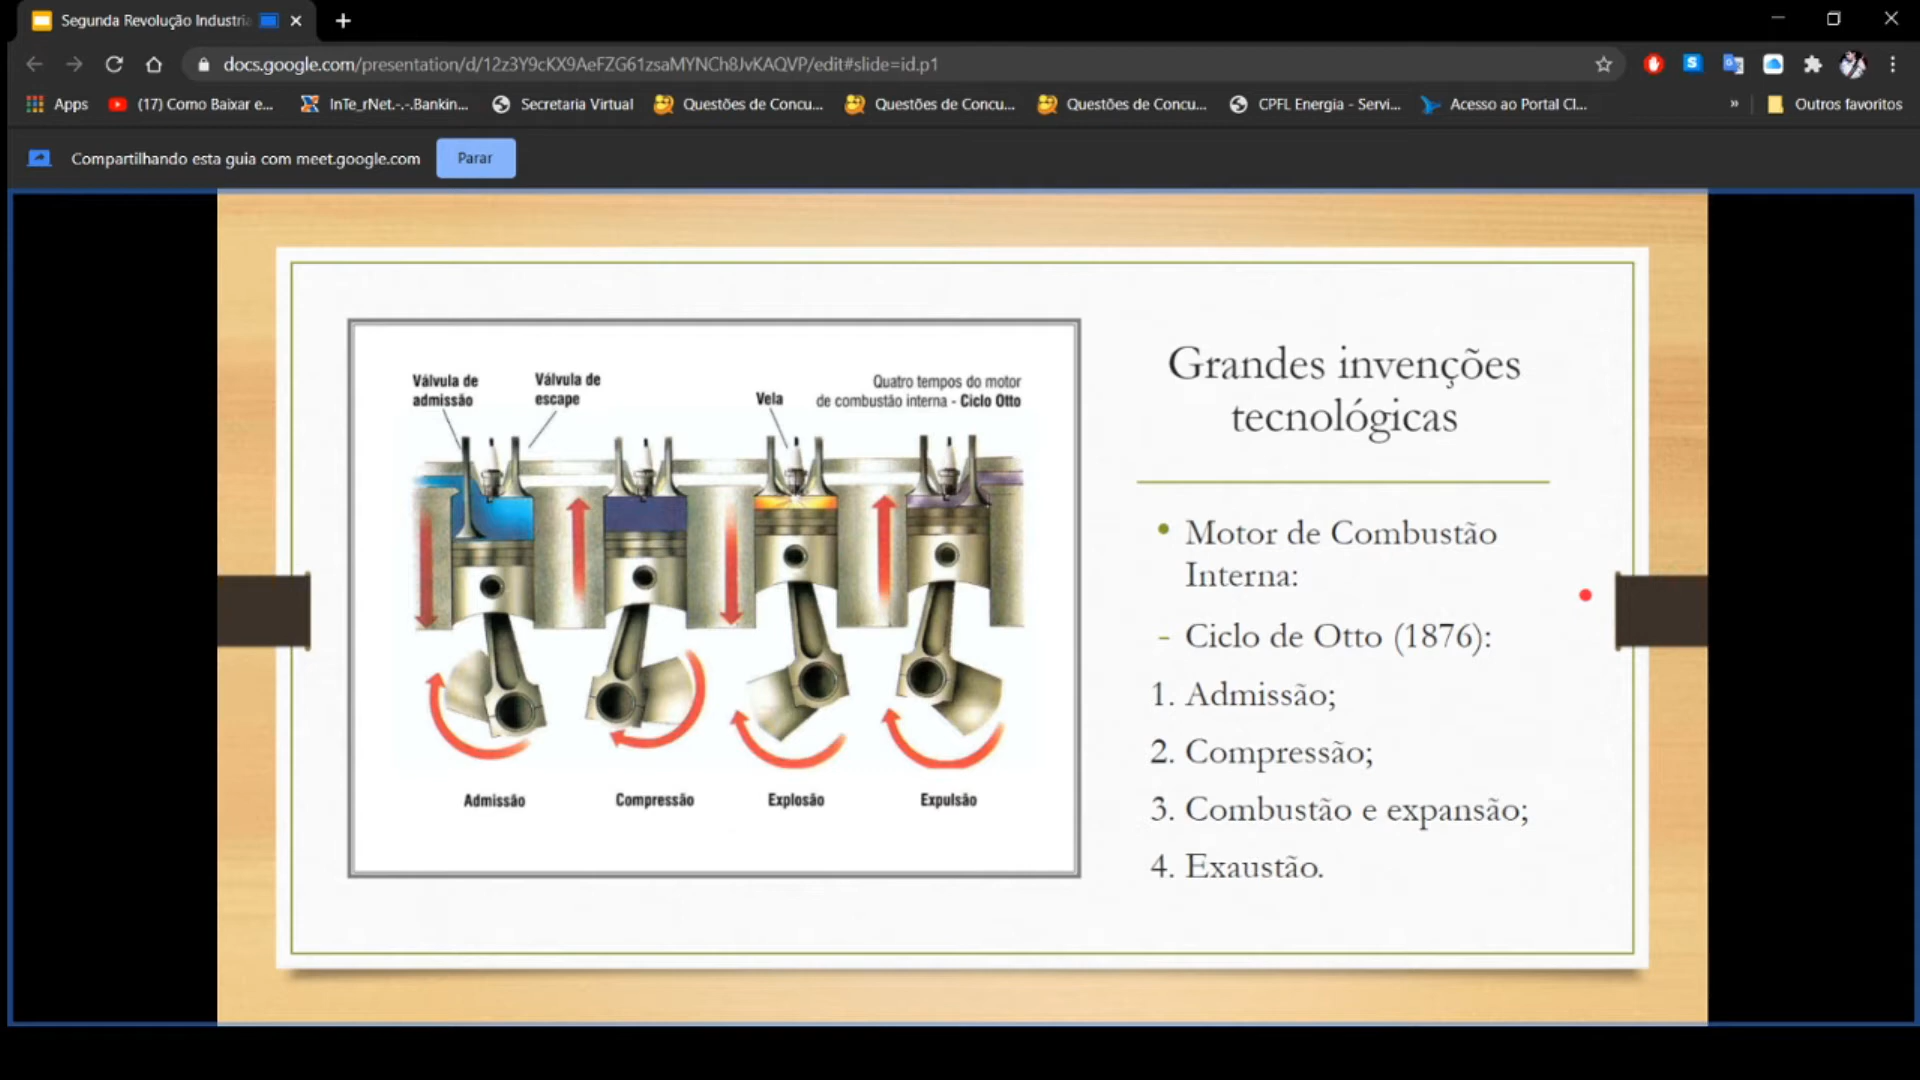 Segunda Revolução Industria
docs.google.com/presentation/d/12z3Y9cKX9AeFZG61zsaMYNCh8JvKAQVP/edit#slide=id.p1
Apps
(17) Como Baixar e...
InTe_rNet.-.-.Bankin...
Secretaria Virtual
Questões de Concu...
Questões de Concu...
Questões de Concu...
CPFL Energia - Servi...
Acesso ao Portal Cl...
»
Outros favoritos
Compartilhando esta guia com meet.google.com
Parar
Válvula de
admissão
Válvula de
escape
Vela
Quatro tempos do motor
de combustão interna - Ciclo Otto
Admissão
Compressão
Explosão
Expulsão
Grandes invenções
tecnológicas
• Motor de Combustão
Interna:
- Ciclo de Otto (1876):
1. Admissão;
2. Compressão;
3. Combustão e expansão;
4. Exaustão.